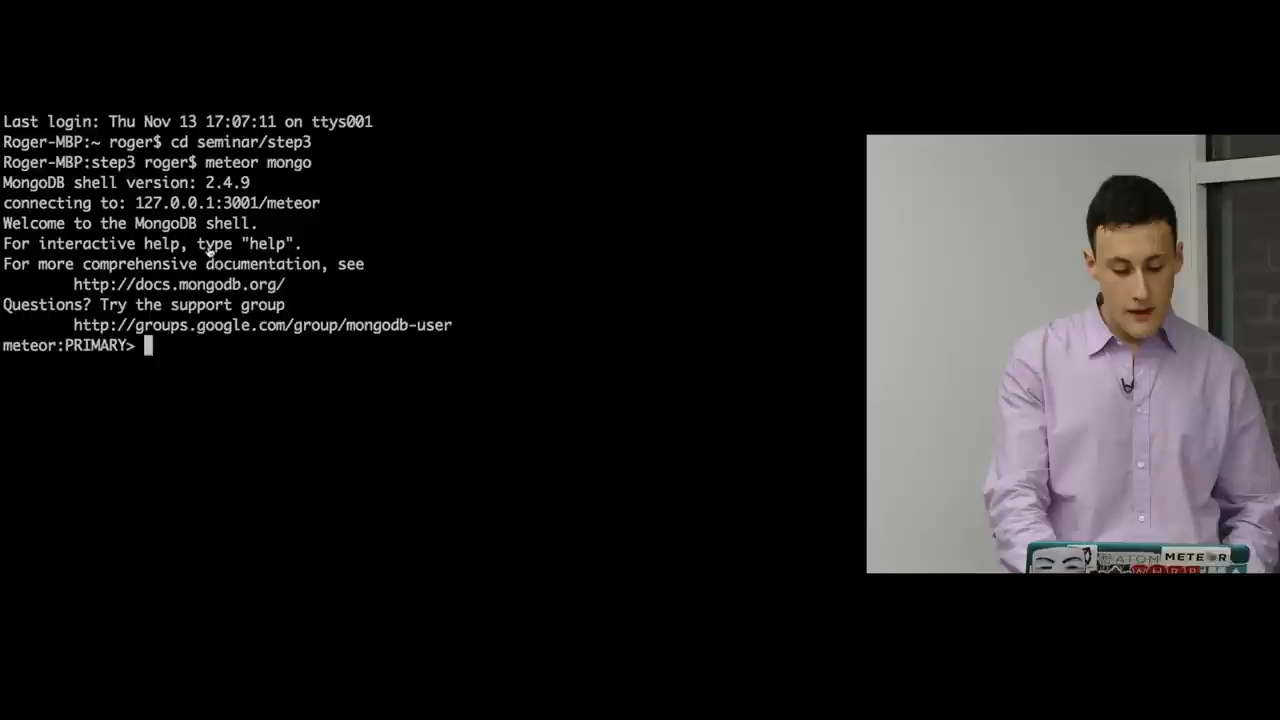 Last login: Thu Nov 13 17:07:11 on ttys001
Roger-MBP:~ roger$ cd seminar/step3
Roger-MBP:step3 roger$ meteor mongo
MongoDB shell version: 2.4.9
connecting to: 127.0.0.1:3001/meteor
Welcome to the MongoDB shell.
For interactive help, type "help".
For more comprehensive documentation, see
http://docs.mongodb.org/
Questions? Try the support group
http://groups.google.com/group/mongodb-user
meteor:PRIMARY>
ATOM
METEOR